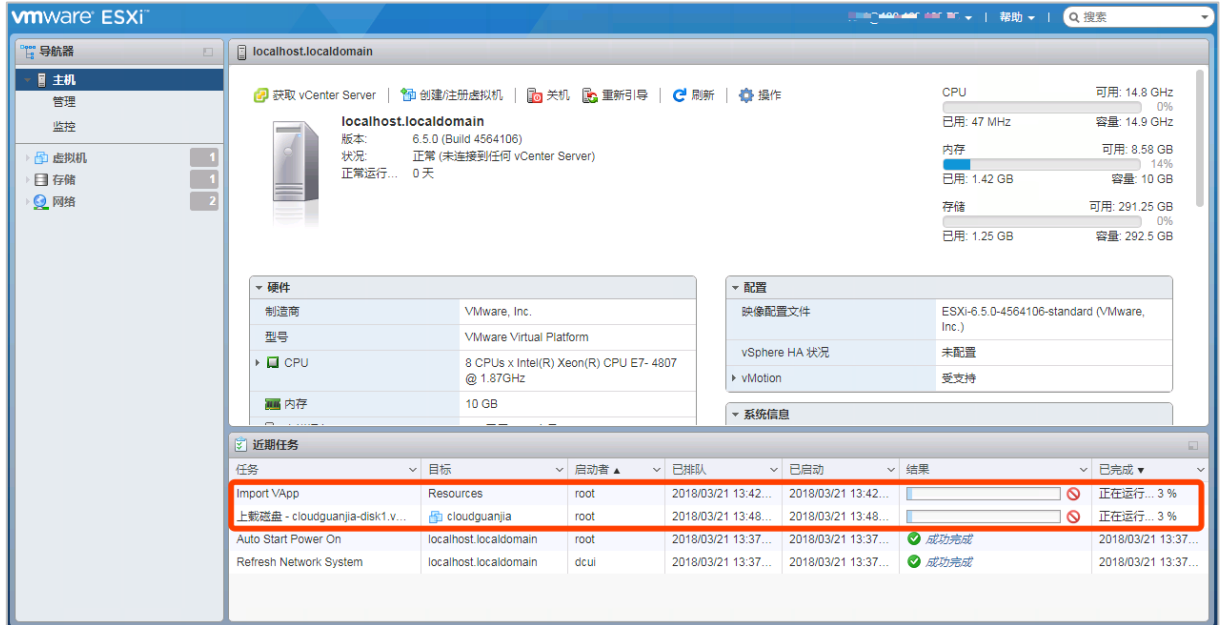 vmware ESXi™
帮助
搜索
导航器
主机
管理
监控
虚拟机 1
存储 1
网络 2
localhost.localdomain
获取 vCenter Server 创建/注册虚拟机 关机 重新引导 刷新 操作
localhost.localdomain
版本: 6.5.0 (Build 4564106)
状况: 正常 (未连接到任何 vCenter Server)
正常运行... 0 天
CPU 可用: 14.8 GHz
0%
已用: 47 MHz 容量: 14.9 GHz
内存 可用: 8.58 GB
14%
已用: 1.42 GB 容量: 10 GB
存储 可用: 291.25 GB
0%
已用: 1.25 GB 容量: 292.5 GB
硬件
制造商 VMware, Inc.
型号 VMware Virtual Platform
CPU 8 CPUs x Intel(R) Xeon(R) CPU E7- 4807
@ 1.87GHz
内存 10 GB
配置
映像配置文件 ESXi-6.5.0-4564106-standard (VMware,
Inc.)
vSphere HA 状况 未配置
vMotion 受支持
系统信息
近期任务
任务 目标 启动者 已排队 已启动 结果 已完成
Import VApp Resources root 2018/03/21 13:42... 2018/03/21 13:42... 正在运行... 3 %
上载磁盘 - cloudguanjia-disk1.v... cloudguanjia root 2018/03/21 13:48... 2018/03/21 13:48... 正在运行... 3 %
Auto Start Power On localhost.localdomain root 2018/03/21 13:37... 2018/03/21 13:37... 成功完成 2018/03/21 13:37...
Refresh Network System localhost.localdomain dcui 2018/03/21 13:37... 2018/03/21 13:37... 成功完成 2018/03/21 13:37...